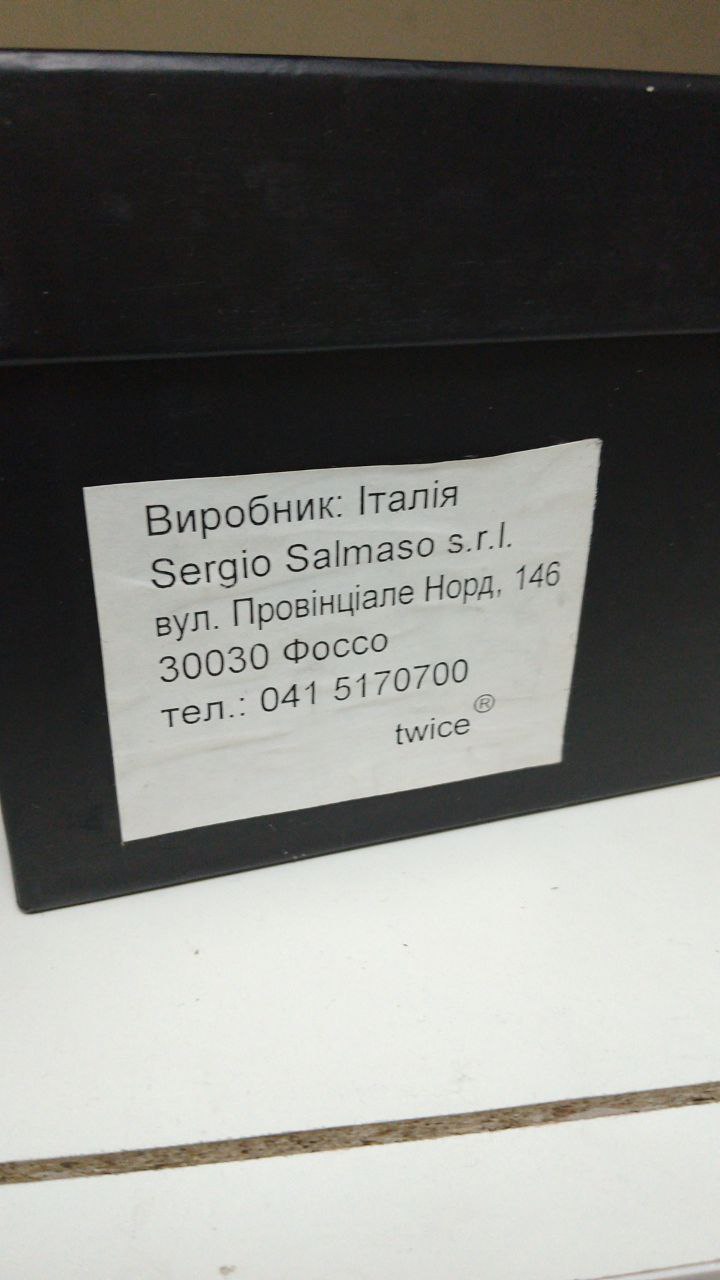 Виробник: Італія
Sergio Salmaso s.r.l.
вул. Провінціале Норд, 146
30030 Фоссо
тел.: 041 5170700
twice®